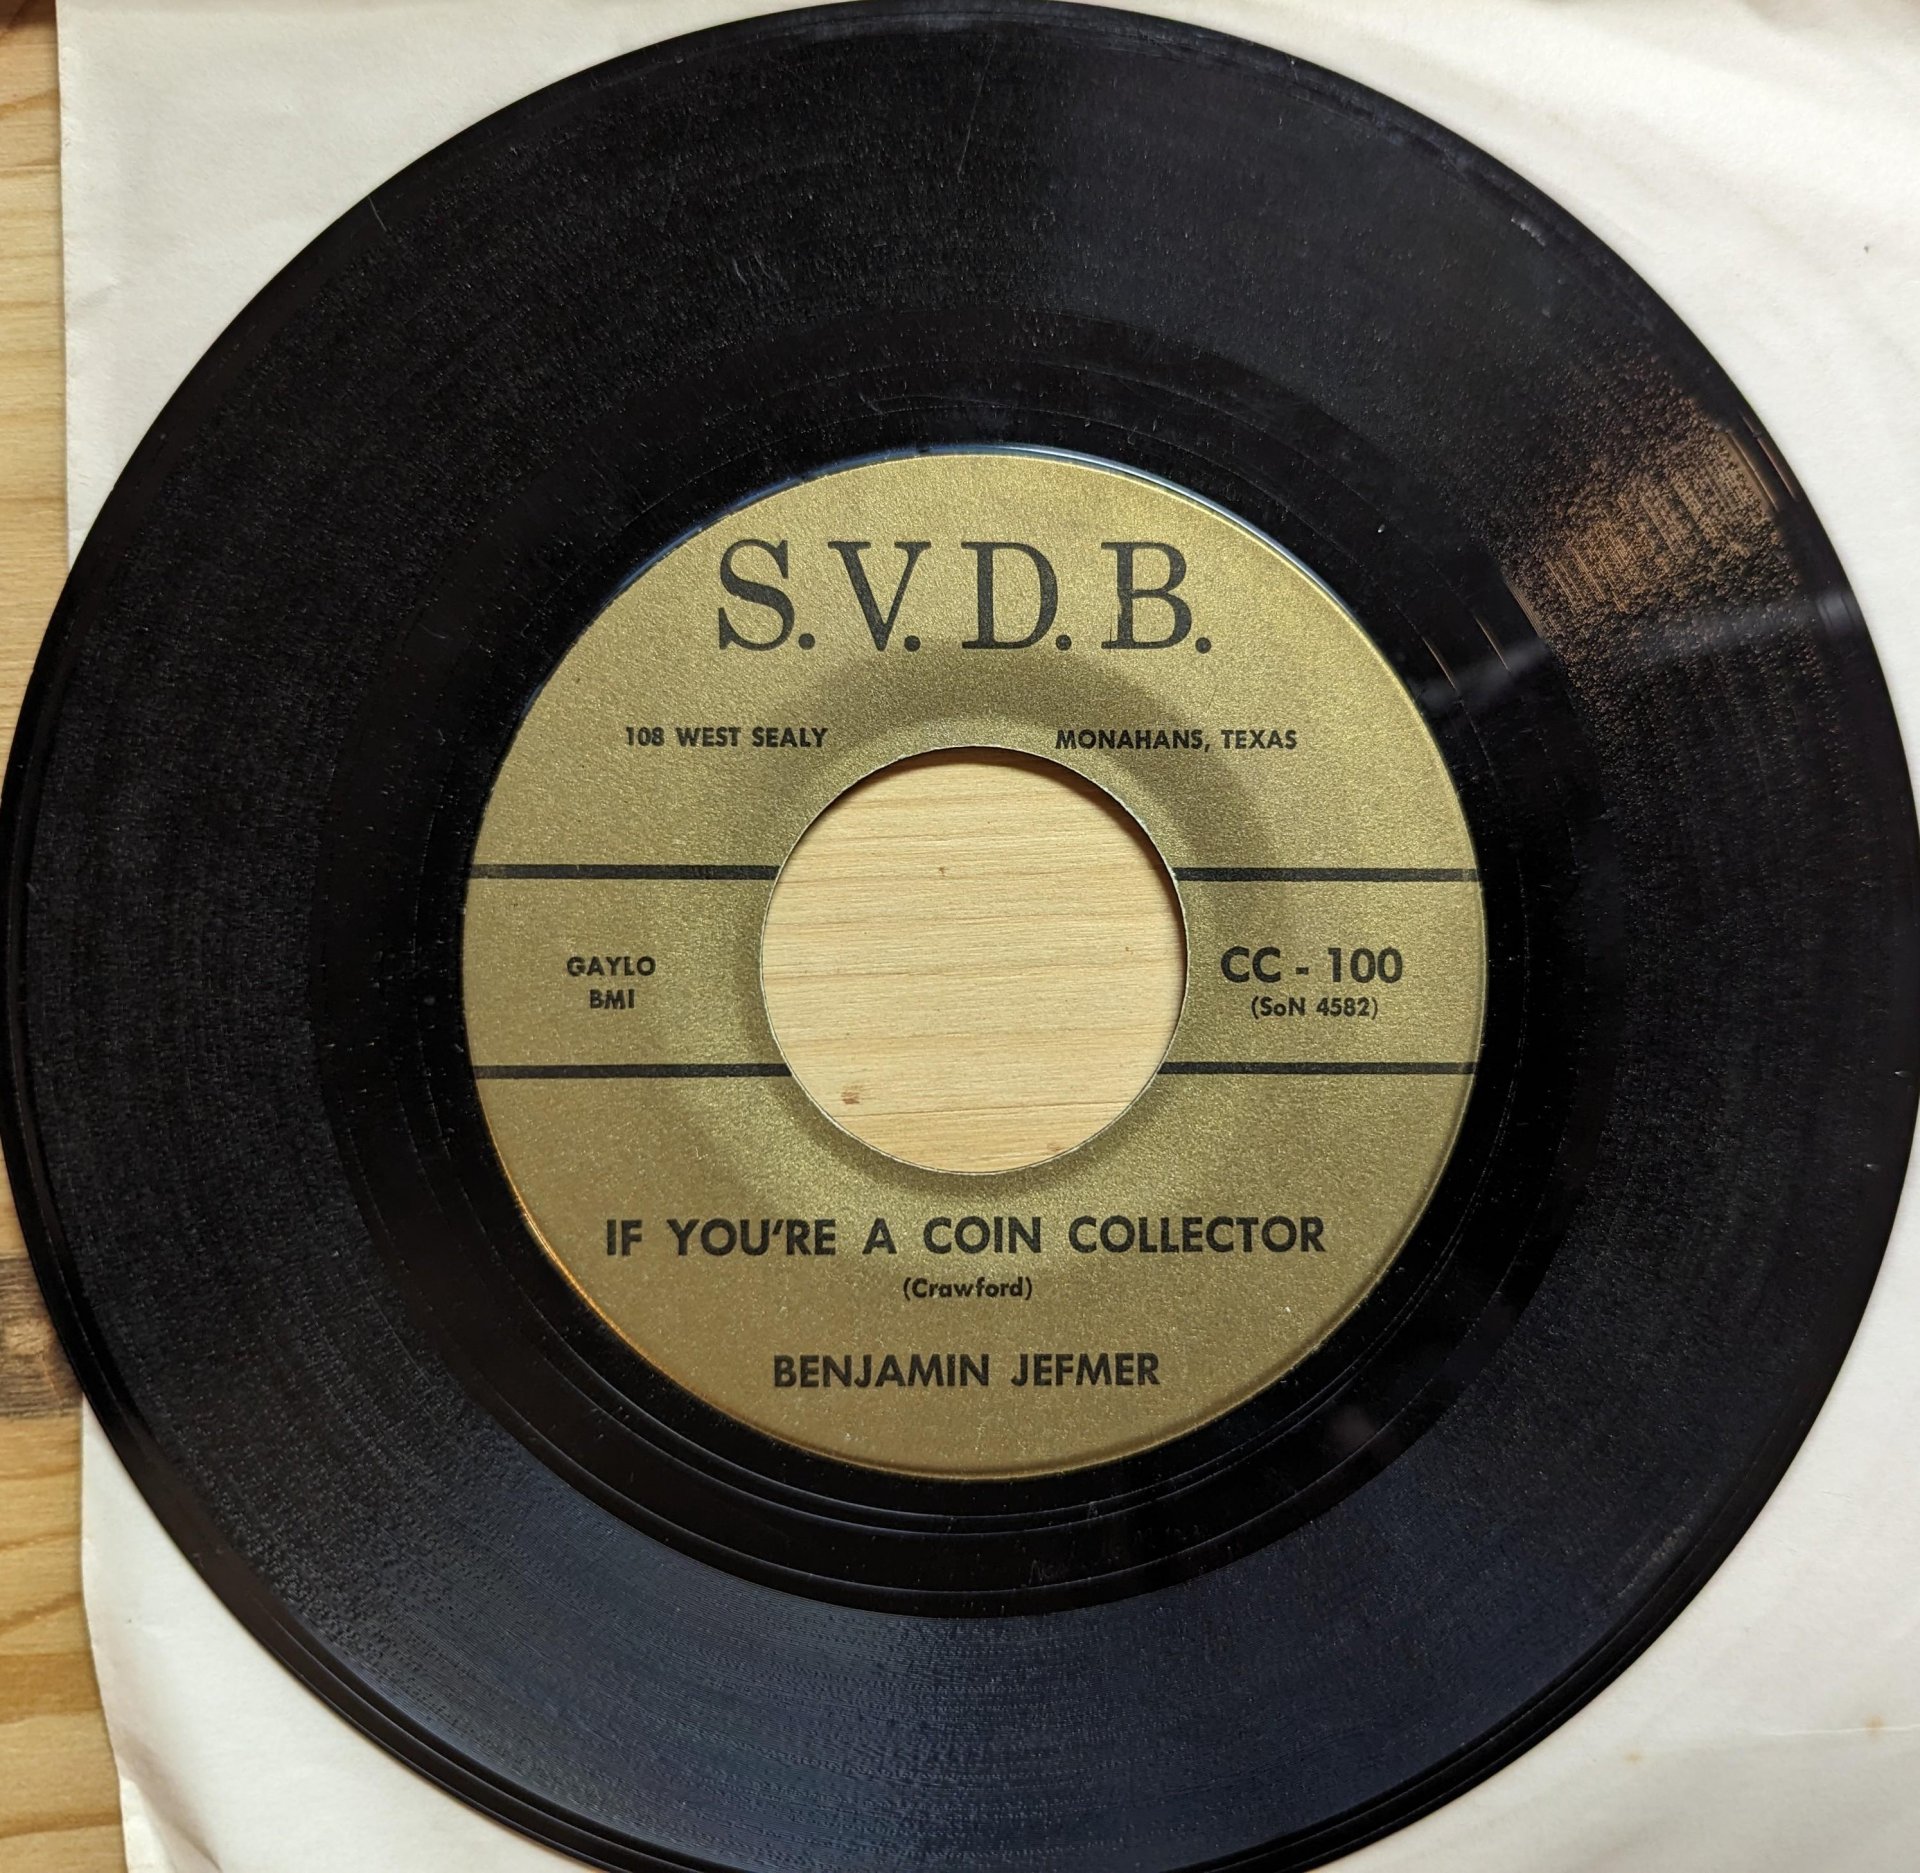 S.V.D.B.
108 WEST SEALY MONAHANS, TEXAS
GAYLO
BMI
CC - 100
(SoN 4582)
IF YOU'RE A COIN COLLECTOR
(Crawford)
BENJAMIN JEFMER